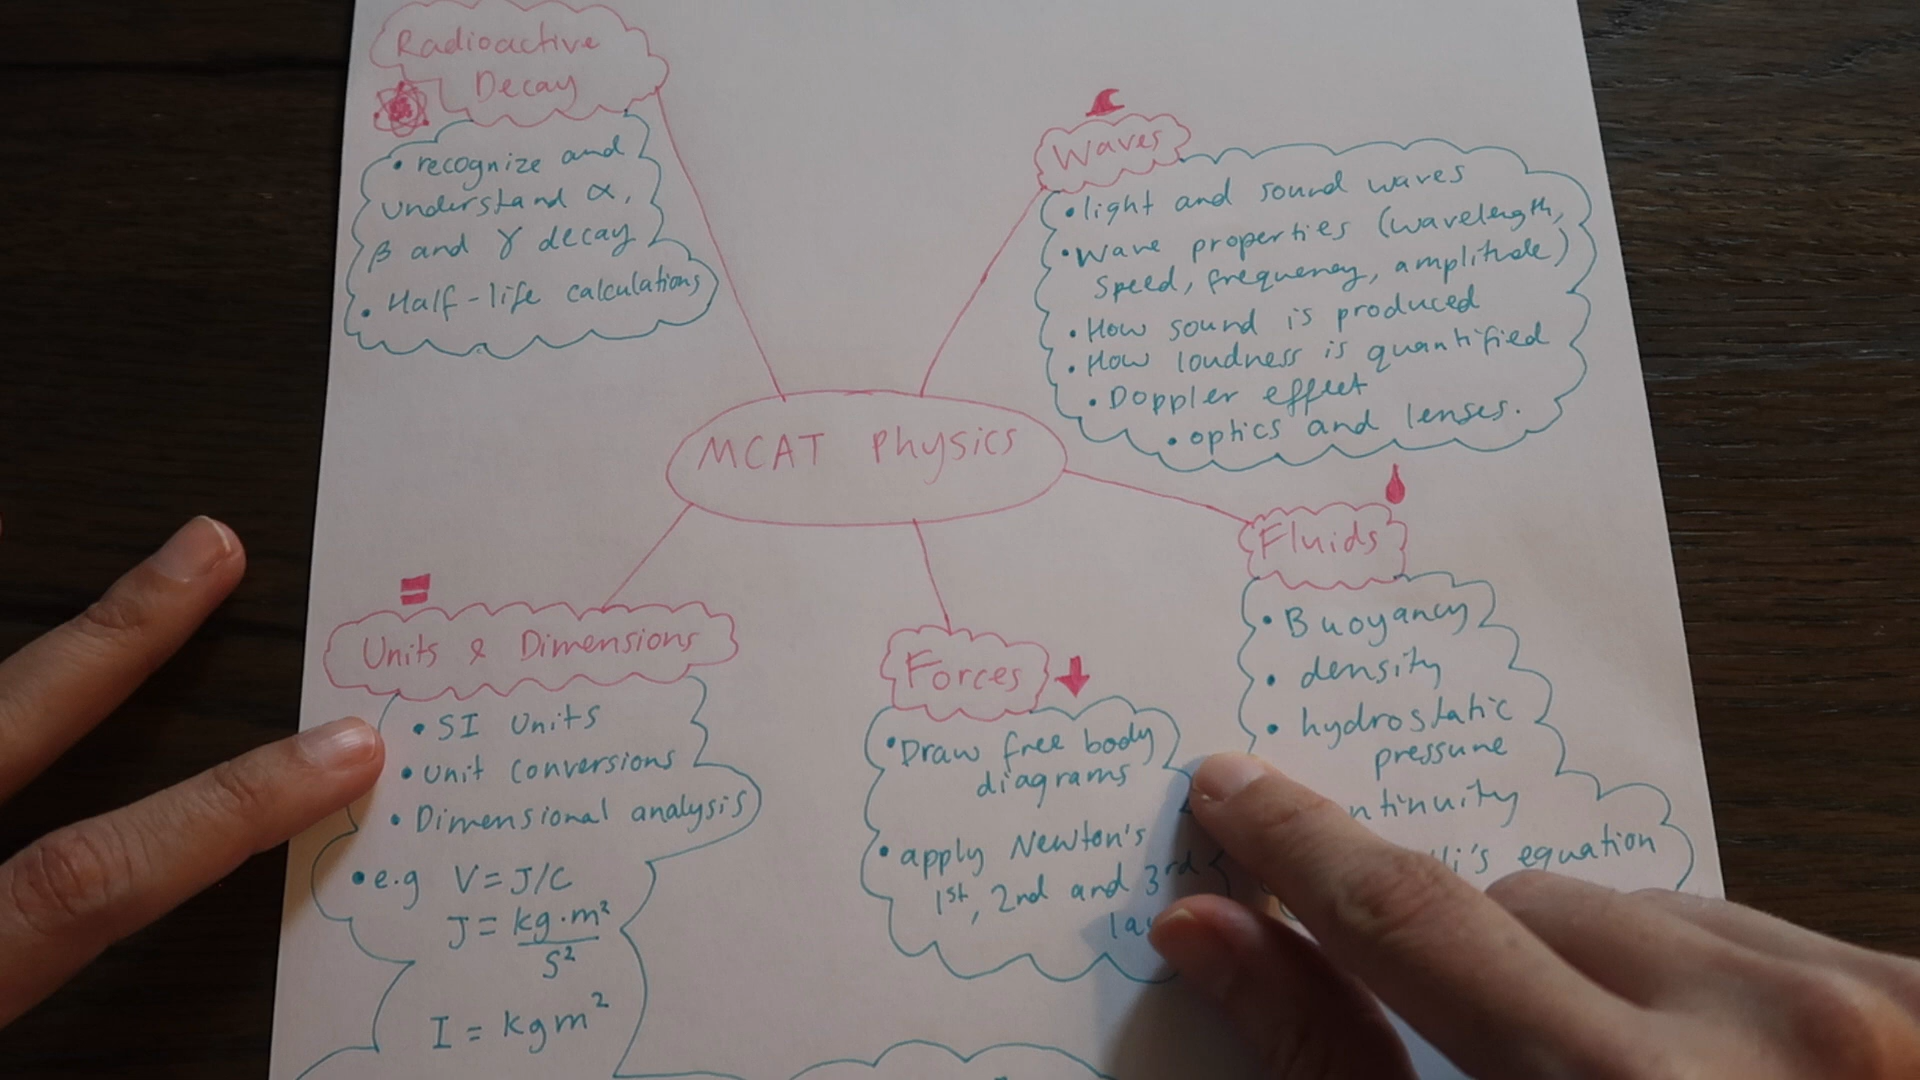 Radioactive
Decay
• recognize and
understand α,
β and γ decay
• Half-life calculations
Waves
• light and sound waves
• Wave properties (wavelength,
speed, frequency, amplitude)
• How sound is produced
• How loudness is quantified
• Doppler effect
• optics and lenses.
MCAT Physics
Fluids
• Buoyancy
• density
• hydrostatic
pressure
ntinuity
li's equation
Units & Dimensions
• SI Units
• Unit conversions
• Dimensional analysis
• e.g V=J/C
J = kg·m²
S²
I = kgm²
Forces
• Draw free body
diagrams
• apply Newton's
1st, 2nd and 3rd
la